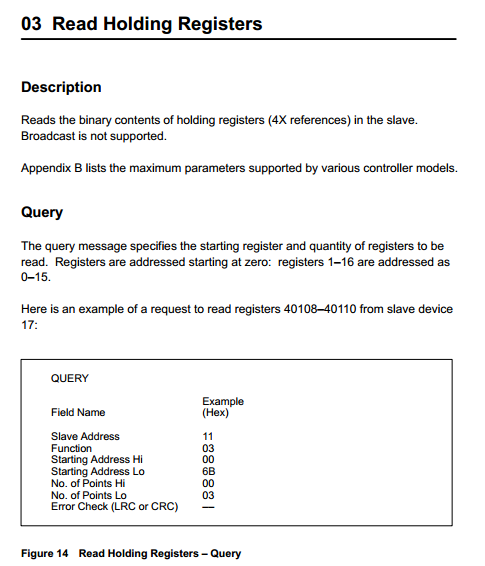 03 Read Holding Registers
Description
Reads the binary contents of holding registers (4X references) in the slave.
Broadcast is not supported.
Appendix B lists the maximum parameters supported by various controller models.
Query
The query message specifies the starting register and quantity of registers to be
read. Registers are addressed starting at zero: registers 1–16 are addressed as
0–15.
Here is an example of a request to read registers 40108–40110 from slave device
17:
QUERY
Example
Field Name (Hex)
Slave Address 11
Function 03
Starting Address Hi 00
Starting Address Lo 6B
No. of Points Hi 00
No. of Points Lo 03
Error Check (LRC or CRC) ––
Figure 14 Read Holding Registers – Query